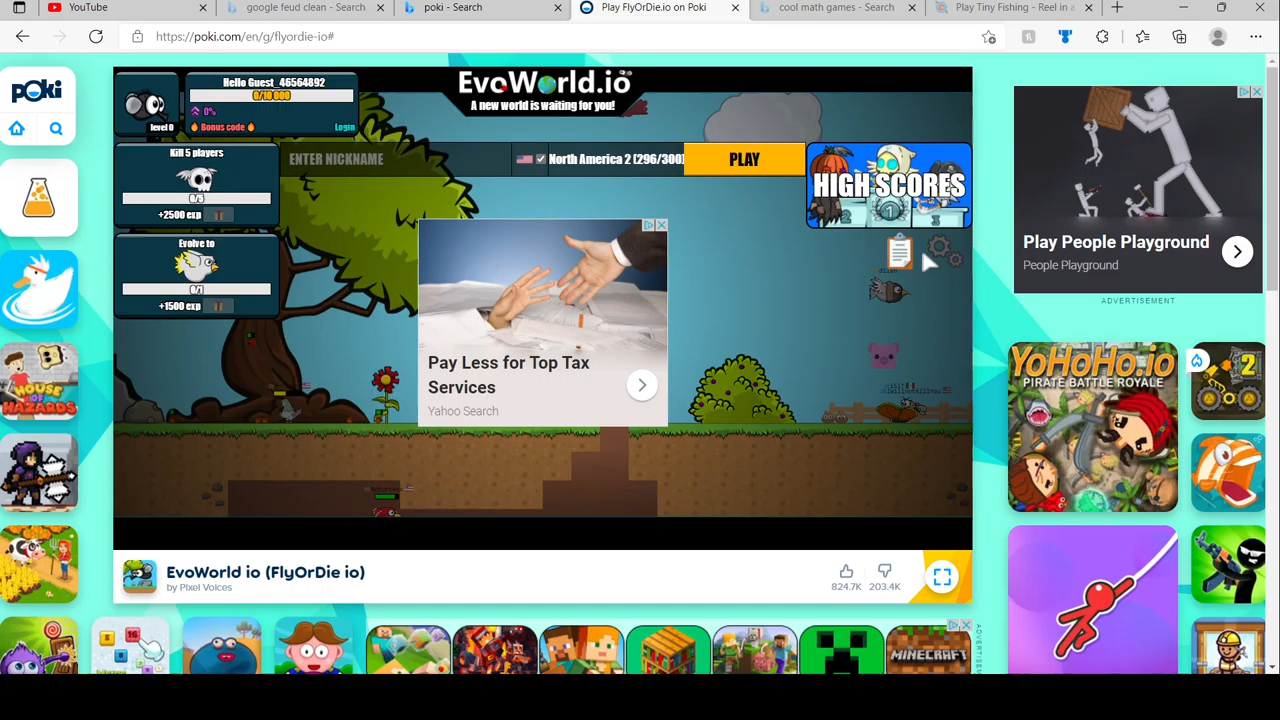 YouTube
google feud clean - Search
poki - Search
Play FlyOrDie.io on Poki
cool math games - Search
Play Tiny Fishing - Reel in a
https://poki.com/en/g/flyordie-io#
poki
Hello Guest_46564892
0/10 000
0%
Bonus code
Login
level 0
EvoWorld.io
A new world is waiting for you!
Kill 5 players
0/5
+2500 exp
Evolve to
0/1
+1500 exp
ENTER NICKNAME
North America 2 (296/300)
PLAY
HIGH SCORES
2
1
3
Pay Less for Top Tax
Services
Yahoo Search
Play People Playground
People Playground
ADVERTISEMENT
HOUSE
OF
HAZARDS
YoHoHo.io
PIRATE BATTLE ROYALE
2
EvoWorld io (FlyOrDie io)
by Pixel Voices
824.7K
203.4K
MINECRAFT